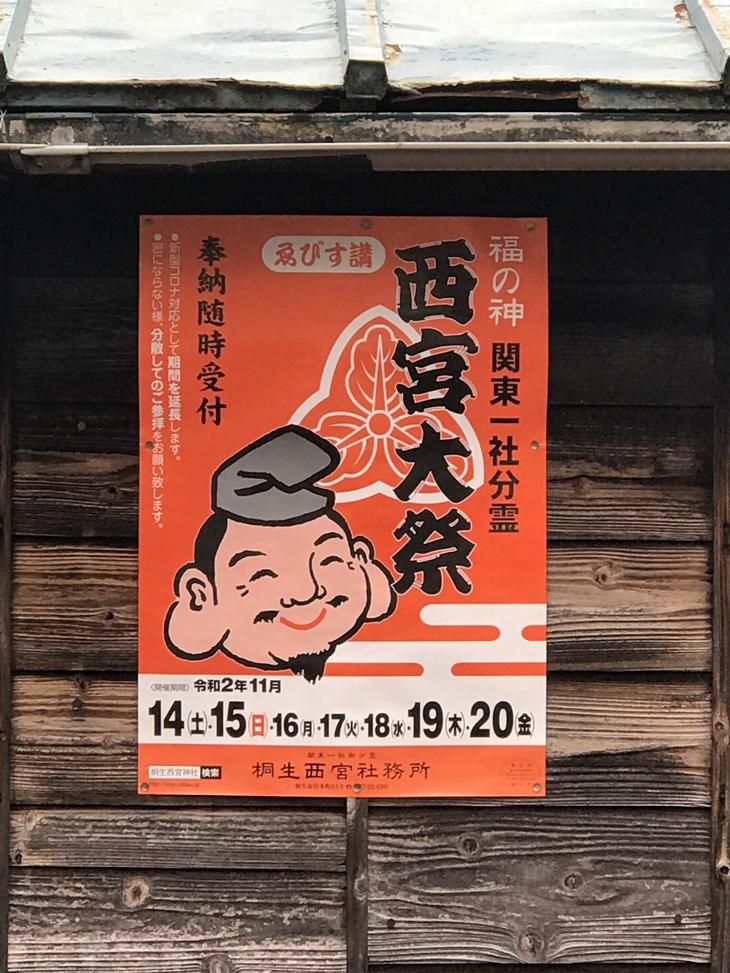 福の神
関東一社分霊
西宮大祭
ゑびす講
奉納随時受付
●新型コロナ対応として期間を延長します。
●密にならない様、分散してのご参拝をお願い致します。
〈開催期間〉令和2年11月
14(土)・15(日)・16(月)・17(火)・18(水)・19(木)・20(金)
関東一社御分霊
桐生西宮社務所
桐生西宮神社 検索